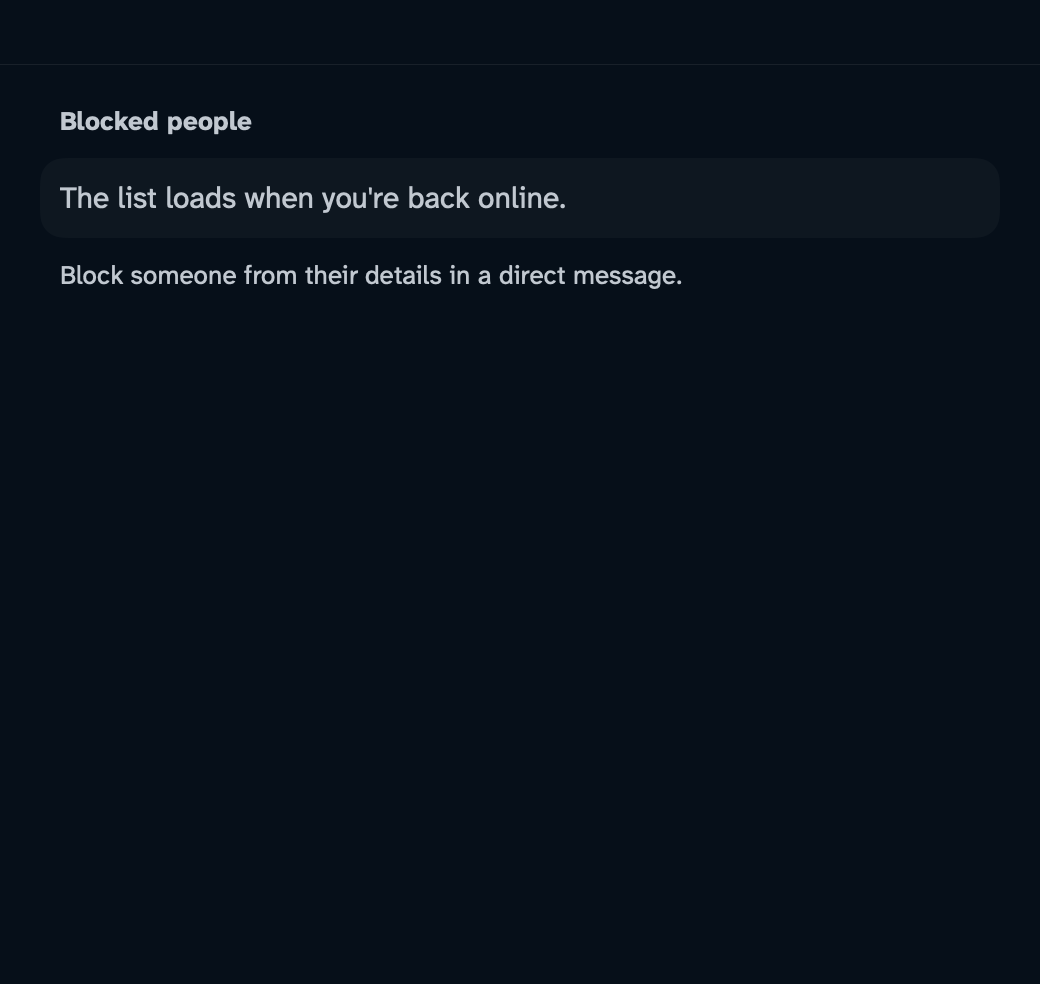 Blocked people
The list loads when you're back online.
Block someone from their details in a direct message.